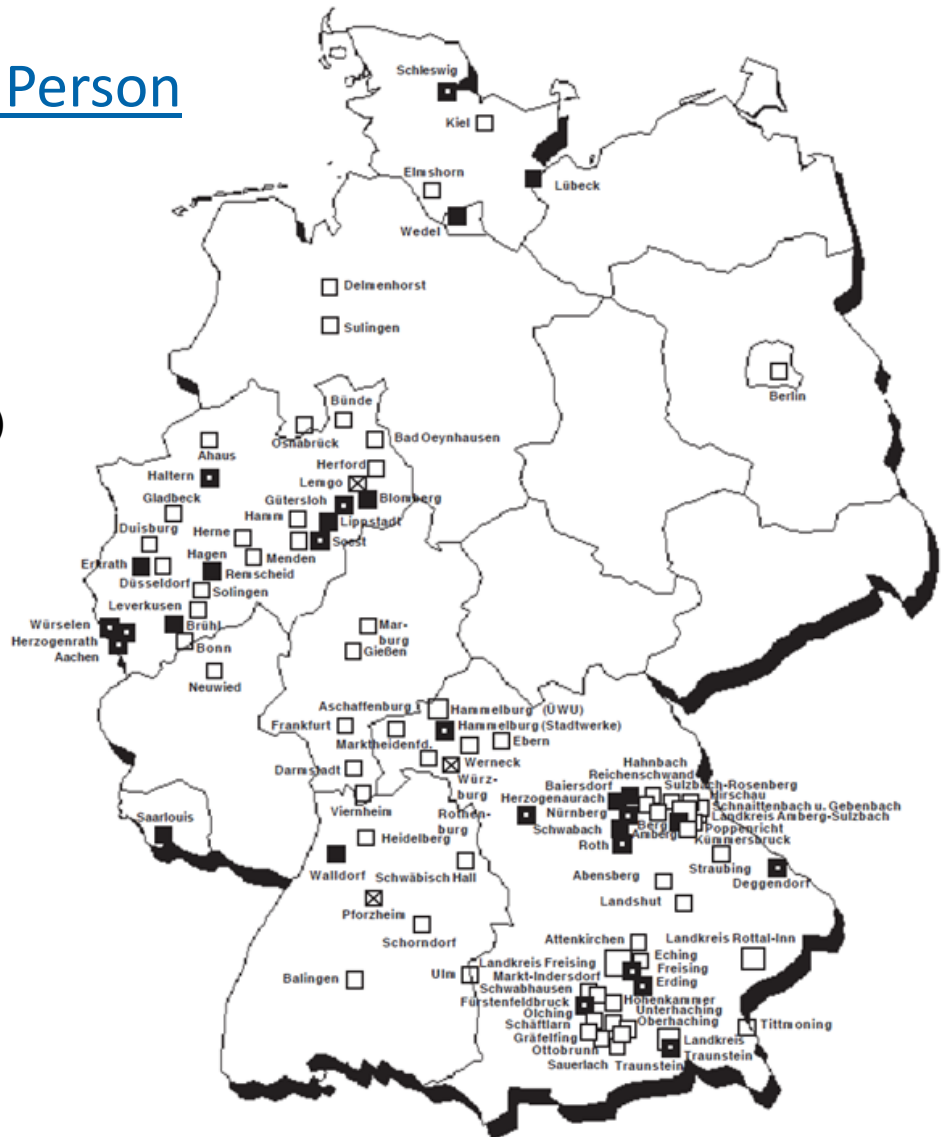 Person
Schleswig
Kiel
Elmshorn
Lübeck
Wedel
Delmenhorst
Sulingen
Berlin
)
Bünde
Osnabrück
Bad Oeynhausen
Ahaus
Herford
Haltern
Lemgo
Gladbeck
Gütersloh
Blomberg
Hamm
Lippstadt
Duisburg
Herne
Soest
Hagen
Menden
Erkrath
Remscheid
Düsseldorf
Solingen
Leverkusen
Würselen
Brühl
Mar-
burg
Herzogenrath
Bonn
Aachen
Gießen
Neuwied
Aschaffenburg
Hammelburg (ÜWU)
Frankfurt
Hammelburg (Stadtwerke)
Marktheidenfd.
Ebern
Werneck
Darmstadt
Würz-
burg
Hahnbach
Reichenschwand
Sulzbach-Rosenberg
Baiersdorf
Hirschau
Viernheim
Herzogenaurach
Schnaittenbach u. Gebenbach
Rothen-
burg
Nürnberg
Landkreis Amberg-Sulzbach
Saarlouis
Berg
Poppenricht
Schwabach
Amberg
Heidelberg
Kümmersbruck
Roth
Walldorf
Schwäbisch Hall
Straubing
Abensberg
Deggendorf
Landshut
Pforzheim
Schorndorf
Attenkirchen
Landkreis Rottal-Inn
Eching
Landkreis Freising
Freising
Balingen
Ulm
Markt-Indersdorf
Erding
Schwabhausen
Hohenkammer
Fürstenfeldbruck
Unterhaching
Olching
Oberhaching
Tittmoning
Schäftlarn
Gräfelfing
Landkreis
Traunstein
Ottobrunn
Sauerlach
Traunstein